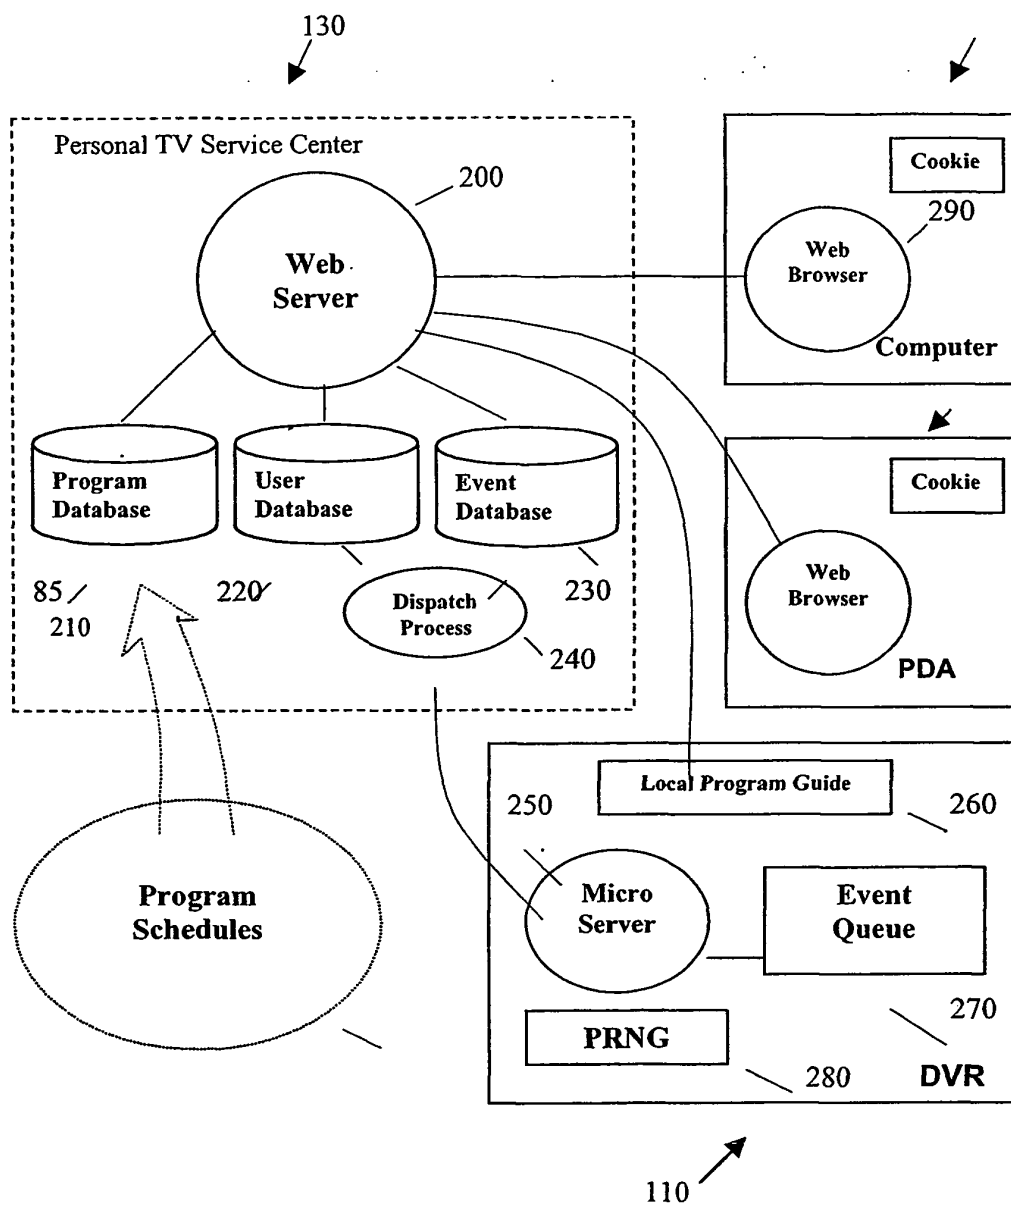 130
Personal TV Service Center
200
Web
Server
Cookie
290
Web
Browser
Computer
Program
Database
User
Database
Event
Database
Cookie
85
210
220
230
Dispatch
Process
240
Web
Browser
PDA
Local Program Guide
250
260
Program
Schedules
Micro
Server
Event
Queue
270
PRNG
280
DVR
110